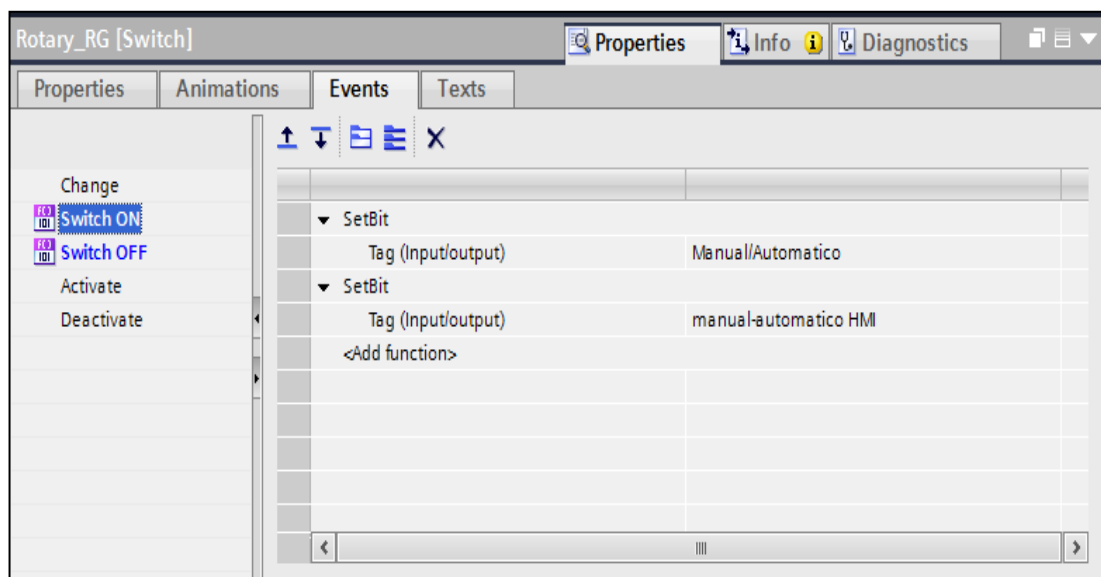 Rotary_RG [Switch]
Properties
Info
Diagnostics
Properties
Animations
Events
Texts
Change
Switch ON
Switch OFF
Activate
Deactivate
SetBit
Tag (Input/output) Manual/Automatico
SetBit
Tag (Input/output) manual-automatico HMI
<Add function>